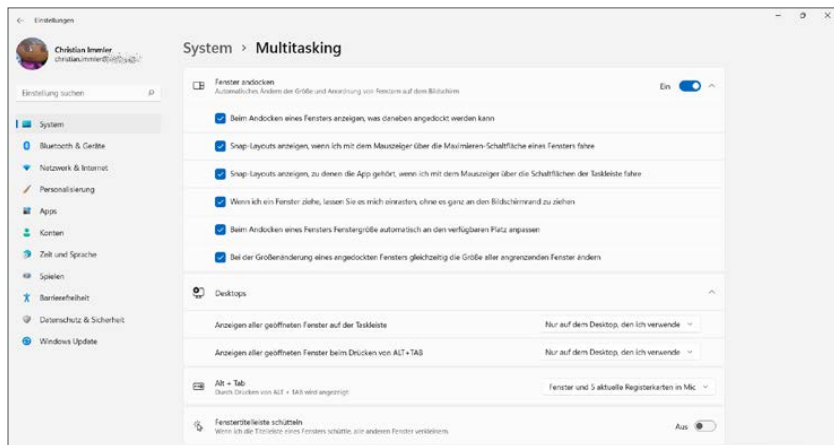 Einstellungen
Christian Immler
System > Multitasking
Einstellung suchen
System
Bluetooth & Geräte
Netzwerk & Internet
Personalisierung
Apps
Konten
Zeit und Sprache
Spielen
Barrierefreiheit
Datenschutz & Sicherheit
Windows Update
Fenster andocken
Automatisches Ändern der Größe und Anordnung von Fenstern auf dem Bildschirm
Ein
Beim Andocken eines Fensters anzeigen, was daneben angedockt werden kann
Snap-Layouts anzeigen, wenn ich mit dem Mauszeiger über die Maximieren-Schaltfläche eines Fensters fahre
Snap-Layouts anzeigen, zu denen die App gehört, wenn ich mit dem Mauszeiger über die Schaltflächen der Taskleiste fahre
Wenn ich ein Fenster ziehe, lassen Sie es mich einrasten, ohne es ganz an den Bildschirmrand zu ziehen
Beim Andocken eines Fensters Fenstergröße automatisch an den verfügbaren Platz anpassen
Bei der Größenänderung eines angedockten Fensters gleichzeitig die Größe aller angrenzenden Fenster ändern
Desktops
Anzeigen aller geöffneten Fenster auf der Taskleiste
Nur auf dem Desktop, den ich verwende
Anzeigen aller geöffneten Fenster beim Drücken von ALT+TAB
Nur auf dem Desktop, den ich verwende
Alt + Tab
Durch Drücken von ALT + TAB wird angezeigt
Fenster und 5 aktuelle Registerkarten in Mic
Fenstertitelleiste schütteln
Wenn ich die Titelleiste eines Fensters schüttle, alle anderen Fenster verkleinern
Aus